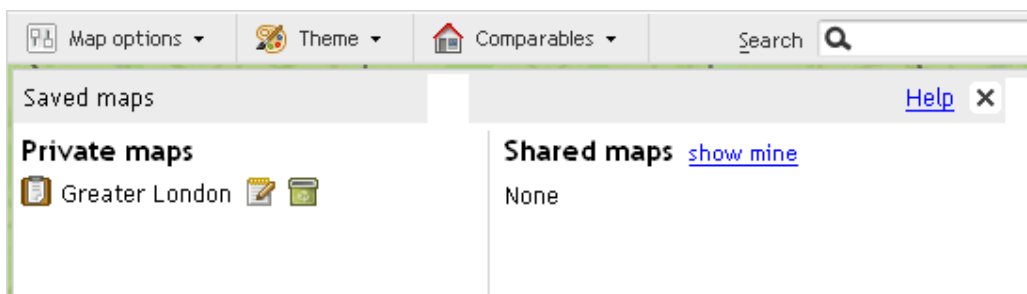 Map options Theme Comparables Search
Saved maps Help
Private maps Shared maps show mine
Greater London None